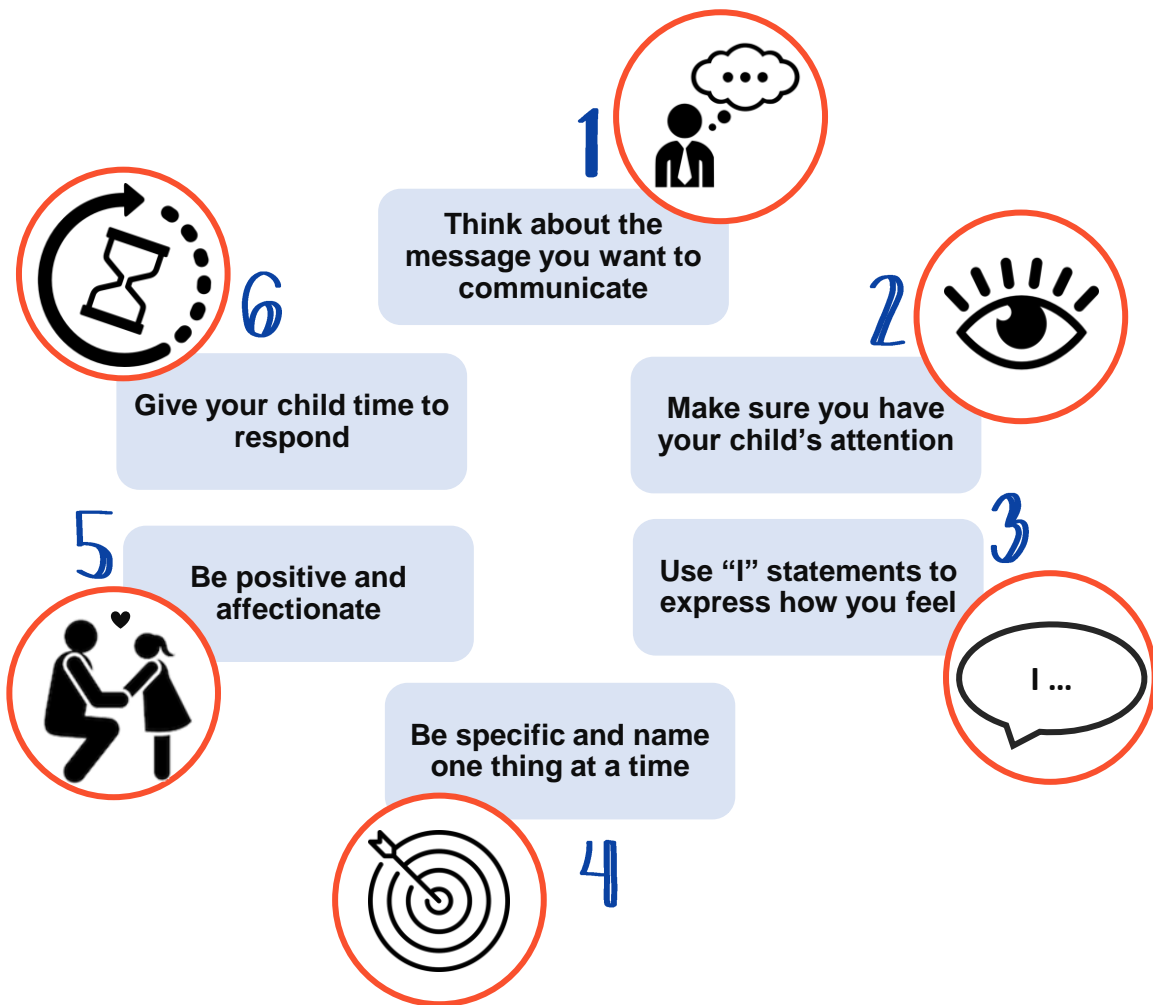 1
Think about the
message you want to
communicate
2
Make sure you have
your child’s attention
3
Use “I” statements to
express how you feel
I ...
4
Be specific and name
one thing at a time
5
Be positive and
affectionate
6
Give your child time to
respond